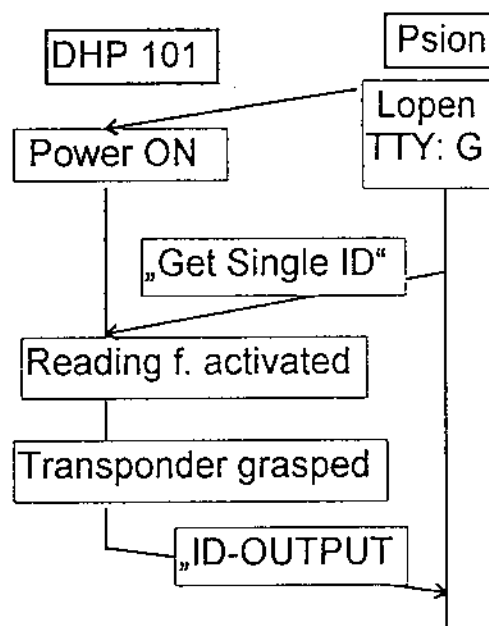 DHP 101
Psion
Lopen
TTY: G
Power ON
„Get Single ID“
Reading f. activated
Transponder grasped
„ID-OUTPUT